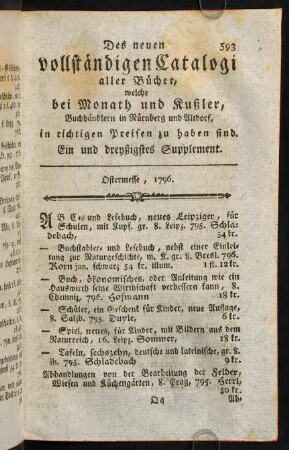 Des neuen 593
vollständigen Catalogi
aller Bücher,
welche
bei Monath und Kußler,
Buchhändlern in Nürnberg und Altdorf,
in richtigen Preisen zu haben sind.
Ein und dreyßigstes Supplement.
Ostermesse, 1796.
AB C- und Lesebuch, neues Leipziger, für
Schulen, mit Kupf. gr. 8. Leipz. 795. Schla-
debach, 54 kr.
— Buchstabier- und Lesebuch, nebst einer Einlei-
tung zur Naturgeschichte, m. K. gr. 8. Bresl. 796.
Korn jun. schwarz 54 kr. illum. 1 fl. 12 kr.
— Buch, ökonomisches, oder Anleitung wie ein
Hauswirth seine Wirthschaft verbessern kann, 8.
Chemnitz, 796. Hofmann 18 kr.
— Schüler, ein Geschenk für Kinder, neue Auflage,
8. Salzb. 795. Duyle, 6 kr.
— Spiel, neues, für Kinder, mit Bildern aus dem
Naturreich, 16. Leipz. Sommer, 18 kr.
— Tafeln, sechszehn, deutsche und lateinische, gr. 8.
ib. 795. Schladebach 9 kr.
Abhandlungen von der Bearbeitung der Felder,
Wiesen und Küchengärten, 8. Prag, 795. Herrl,
50 kr.
Qq Ab-